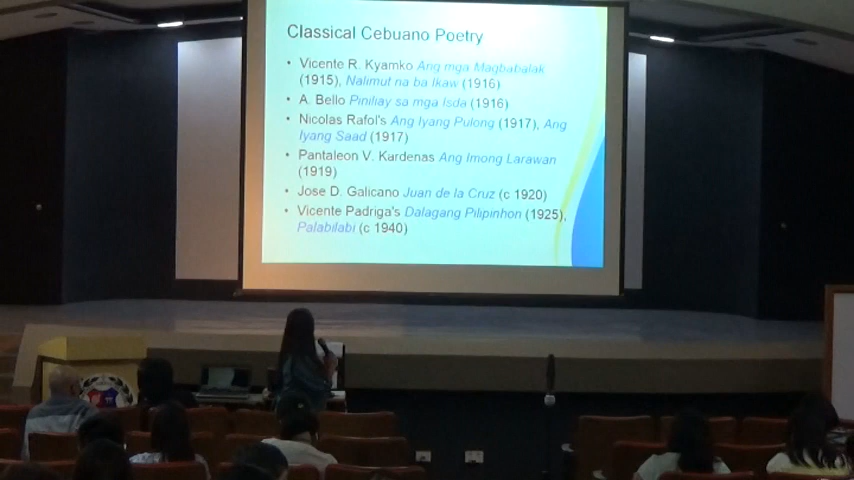 Classical Cebuano Poetry
• Vicente R. Kyamko Ang mga Magbabalak
(1915), Nalimut na ba Ikaw (1916)
• A. Bello Piniliay sa mga Isda (1916)
• Nicolas Rafol's Ang Iyang Pulong (1917), Ang
Iyang Saad (1917)
• Pantaleon V. Kardenas Ang Imong Larawan
(1919)
• Jose D. Galicano Juan de la Cruz (c 1920)
• Vicente Padriga's Dalagang Pilipinhon (1925),
Palabilabi (c 1940)